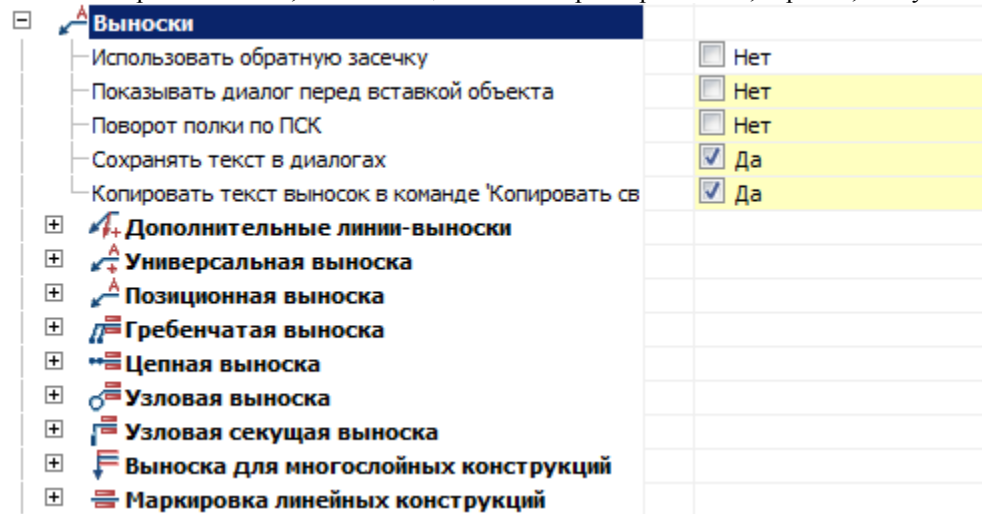 Выноски
Использовать обратную засечку Нет
Показывать диалог перед вставкой объекта Нет
Поворот полки по ПСК Нет
Сохранять текст в диалогах Да
Копировать текст выносок в команде 'Копировать св Да
Дополнительные линии-выноски
Универсальная выноска
Позиционная выноска
Гребенчатая выноска
Цепная выноска
Узловая выноска
Узловая секущая выноска
Выноска для многослойных конструкций
Маркировка линейных конструкций